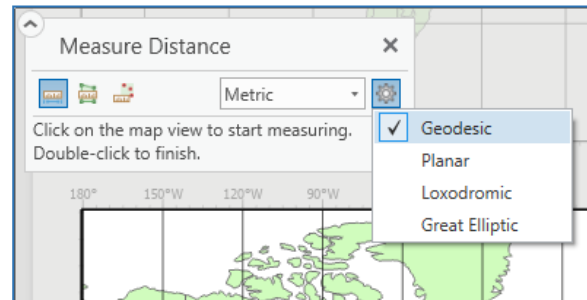 Measure Distance
Metric
Click on the map view to start measuring.
Double-click to finish.
Geodesic
Planar
Loxodromic
Great Elliptic
180° 150°W 120°W 90°W